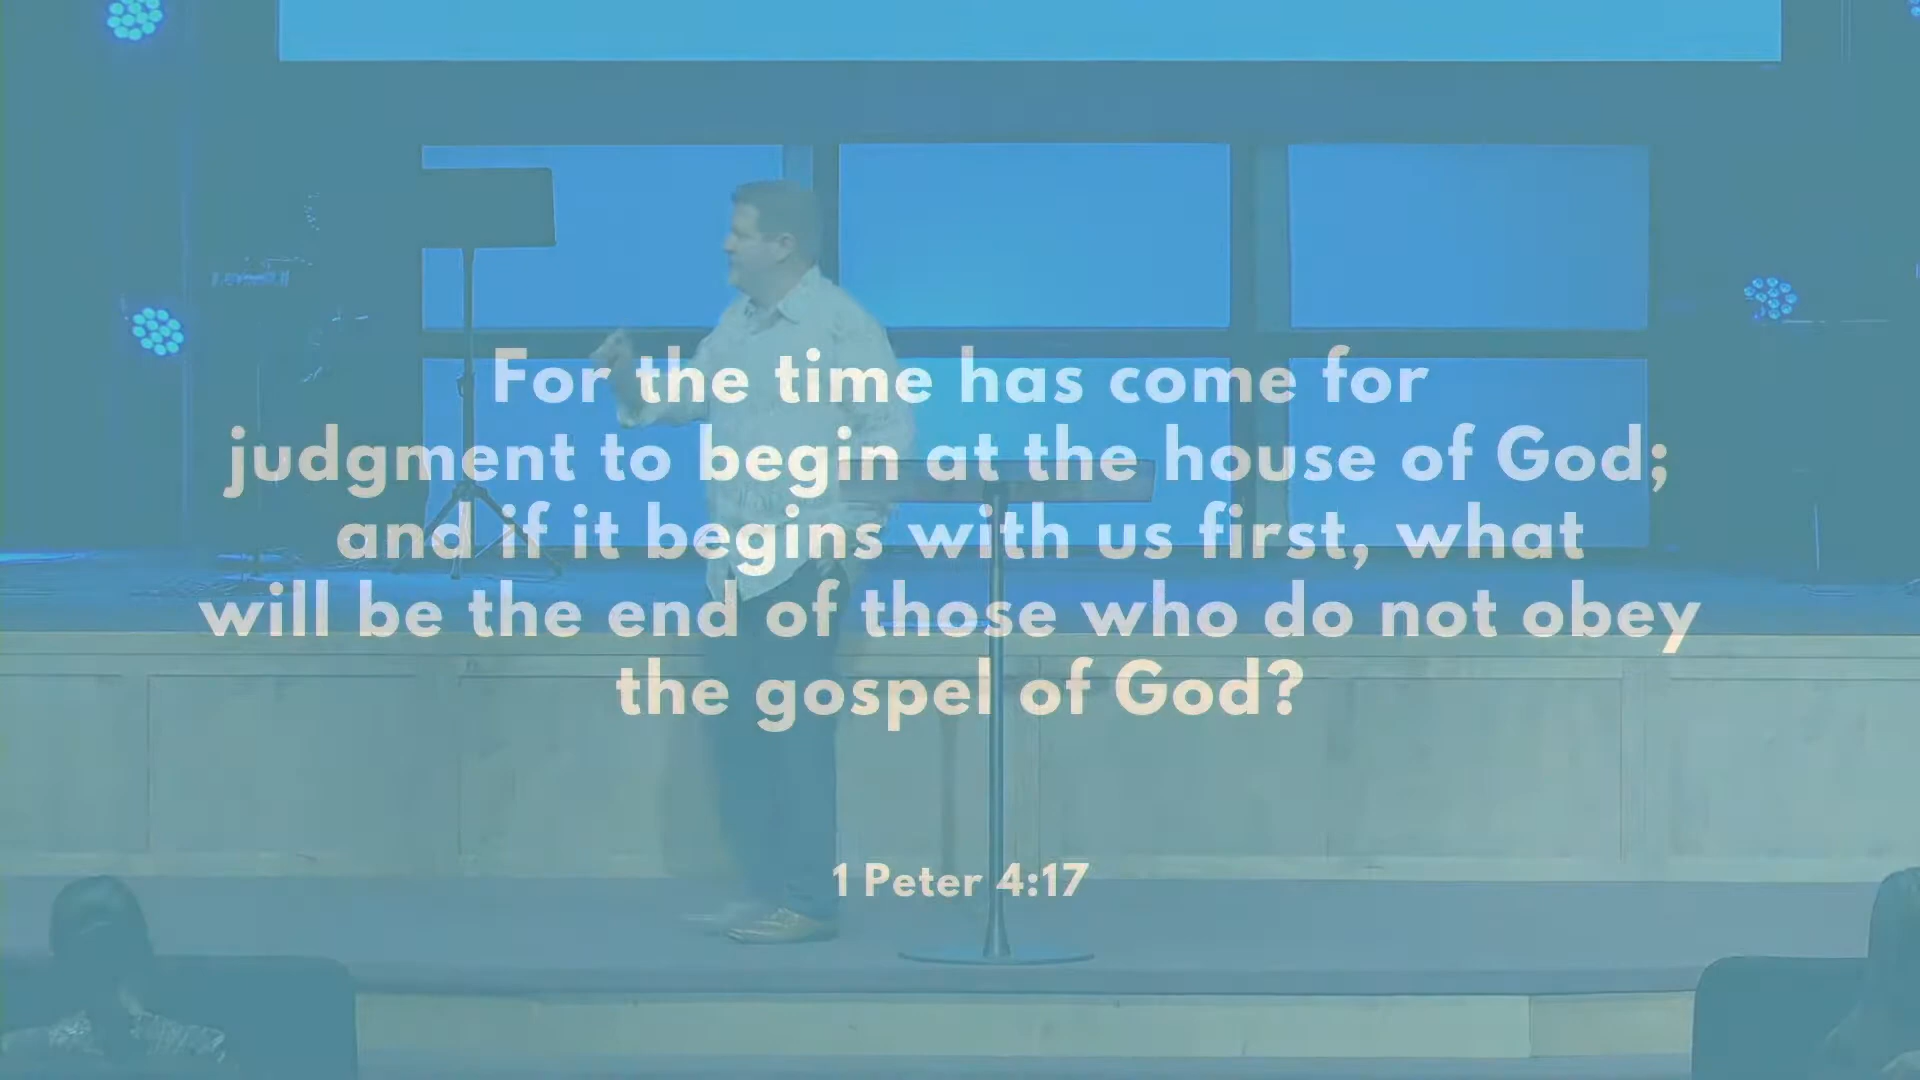 For the time has come for
judgment to begin at the house of God;
and if it begins with us first, what
will be the end of those who do not obey
the gospel of God?
1 Peter 4:17